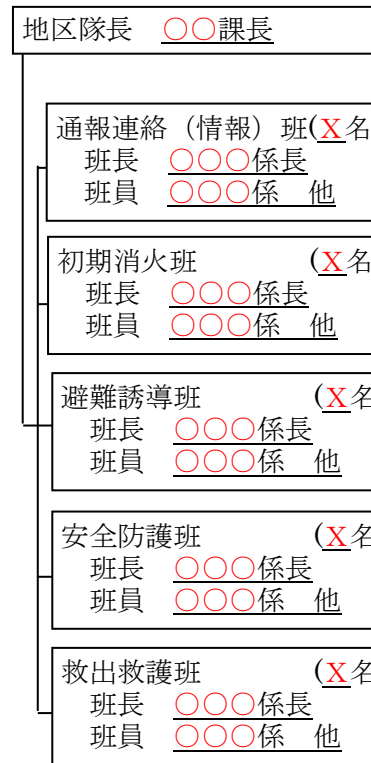 地区隊長　○○課長
通報連絡（情報）班(X名
班長　○○○係長
班員　○○○係　他
初期消火班　(X名
班長　○○○係長
班員　○○○係　他
避難誘導班　(X名
班長　○○○係長
班員　○○○係　他
安全防護班　(X名
班長　○○○係長
班員　○○○係　他
救出救護班　(X名
班長　○○○係長
班員　○○○係　他